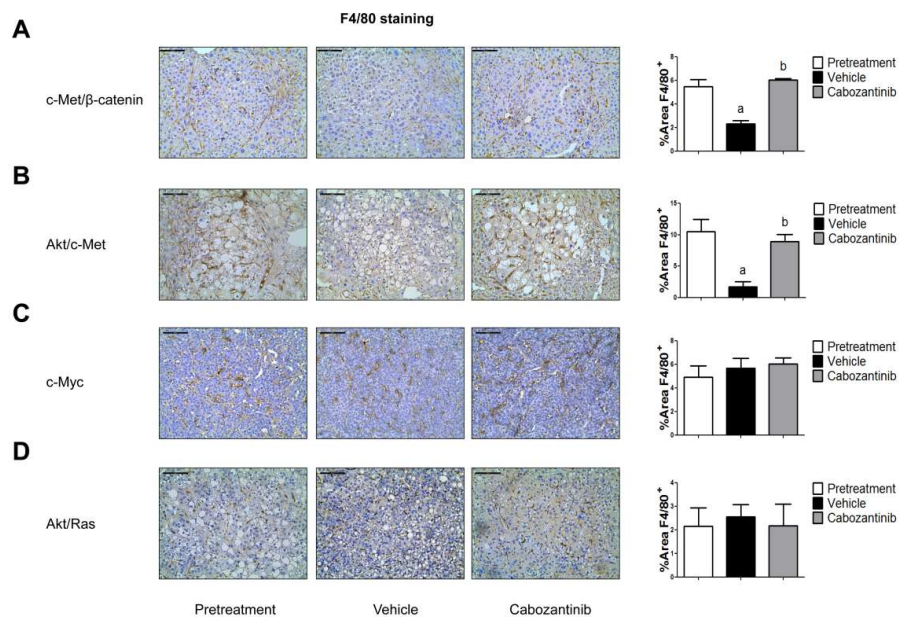 F4/80 staining
A
c-Met/β-catenin
%Area F4/80+
8
6
4
2
0
a
b
Pretreatment
Vehicle
Cabozantinib
B
Akt/c-Met
%Area F4/80+
15
10
5
0
a
b
Pretreatment
Vehicle
Cabozantinib
C
c-Myc
%Area F4/80+
8
6
4
2
0
Pretreatment
Vehicle
Cabozantinib
D
Akt/Ras
%Area F4/80+
4
3
2
1
0
Pretreatment
Vehicle
Cabozantinib
Pretreatment Vehicle Cabozantinib